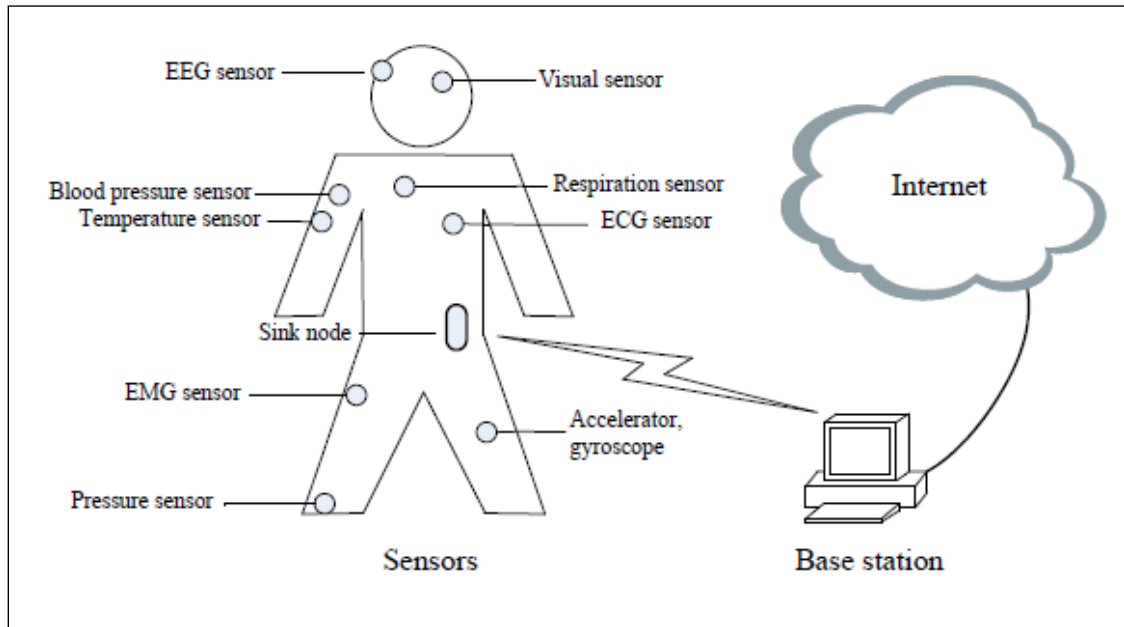 EEG sensor
Visual sensor
Blood pressure sensor
Temperature sensor
Respiration sensor
ECG sensor
Internet
Sink node
EMG sensor
Accelerator,
gyroscope
Pressure sensor
Sensors
Base station